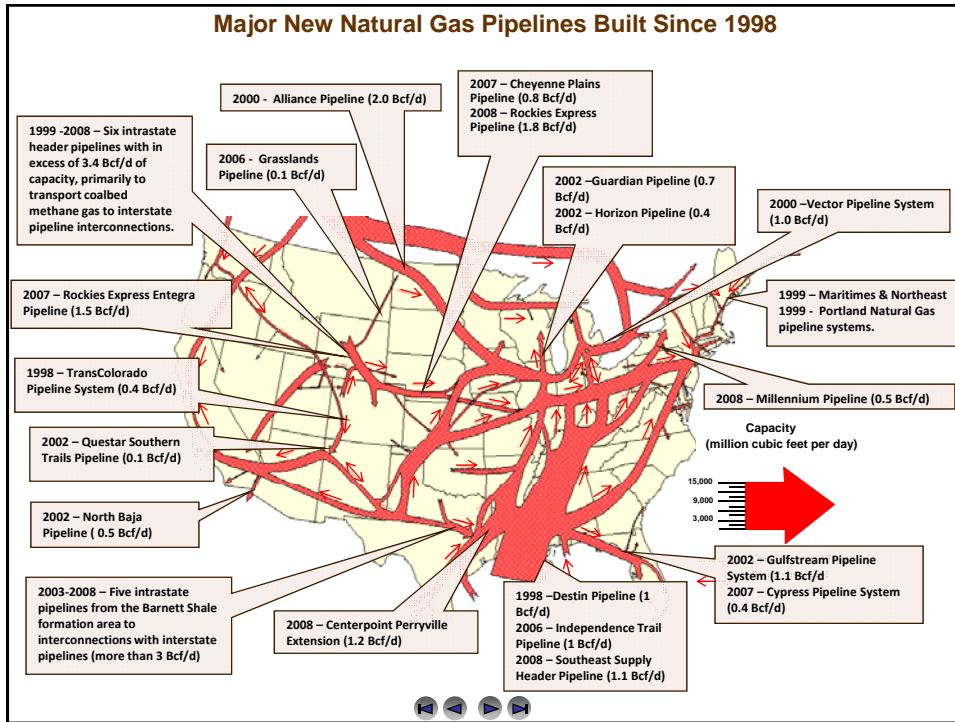 Major New Natural Gas Pipelines Built Since 1998
2007 – Cheyenne Plains
Pipeline (0.8 Bcf/d)
2008 – Rockies Express
Pipeline (1.8 Bcf/d)
2000 - Alliance Pipeline (2.0 Bcf/d)
1999 -2008 – Six intrastate
header pipelines with in
excess of 3.4 Bcf/d of
capacity, primarily to
transport coalbed
methane gas to interstate
pipeline interconnections.
2006 - Grasslands
Pipeline (0.1 Bcf/d)
2002 –Guardian Pipeline (0.7
Bcf/d)
2002 – Horizon Pipeline (0.4
Bcf/d)
2000 –Vector Pipeline System
(1.0 Bcf/d)
2007 – Rockies Express Entegra
Pipeline (1.5 Bcf/d)
1999 – Maritimes & Northeast
1999 - Portland Natural Gas
pipeline systems.
1998 – TransColorado
Pipeline System (0.4 Bcf/d)
2008 – Millennium Pipeline (0.5 Bcf/d)
2002 – Questar Southern
Trails Pipeline (0.1 Bcf/d)
Capacity
(million cubic feet per day)
15,000
9,000
3,000
2002 – North Baja
Pipeline ( 0.5 Bcf/d)
2002 – Gulfstream Pipeline
System (1.1 Bcf/d
2007 – Cypress Pipeline System
(0.4 Bcf/d)
2003-2008 – Five intrastate
pipelines from the Barnett Shale
formation area to
interconnections with interstate
pipelines (more than 3 Bcf/d)
2008 – Centerpoint Perryville
Extension (1.2 Bcf/d)
1998 –Destin Pipeline (1
Bcf/d)
2006 – Independence Trail
Pipeline (1 Bcf/d)
2008 – Southeast Supply
Header Pipeline (1.1 Bcf/d)